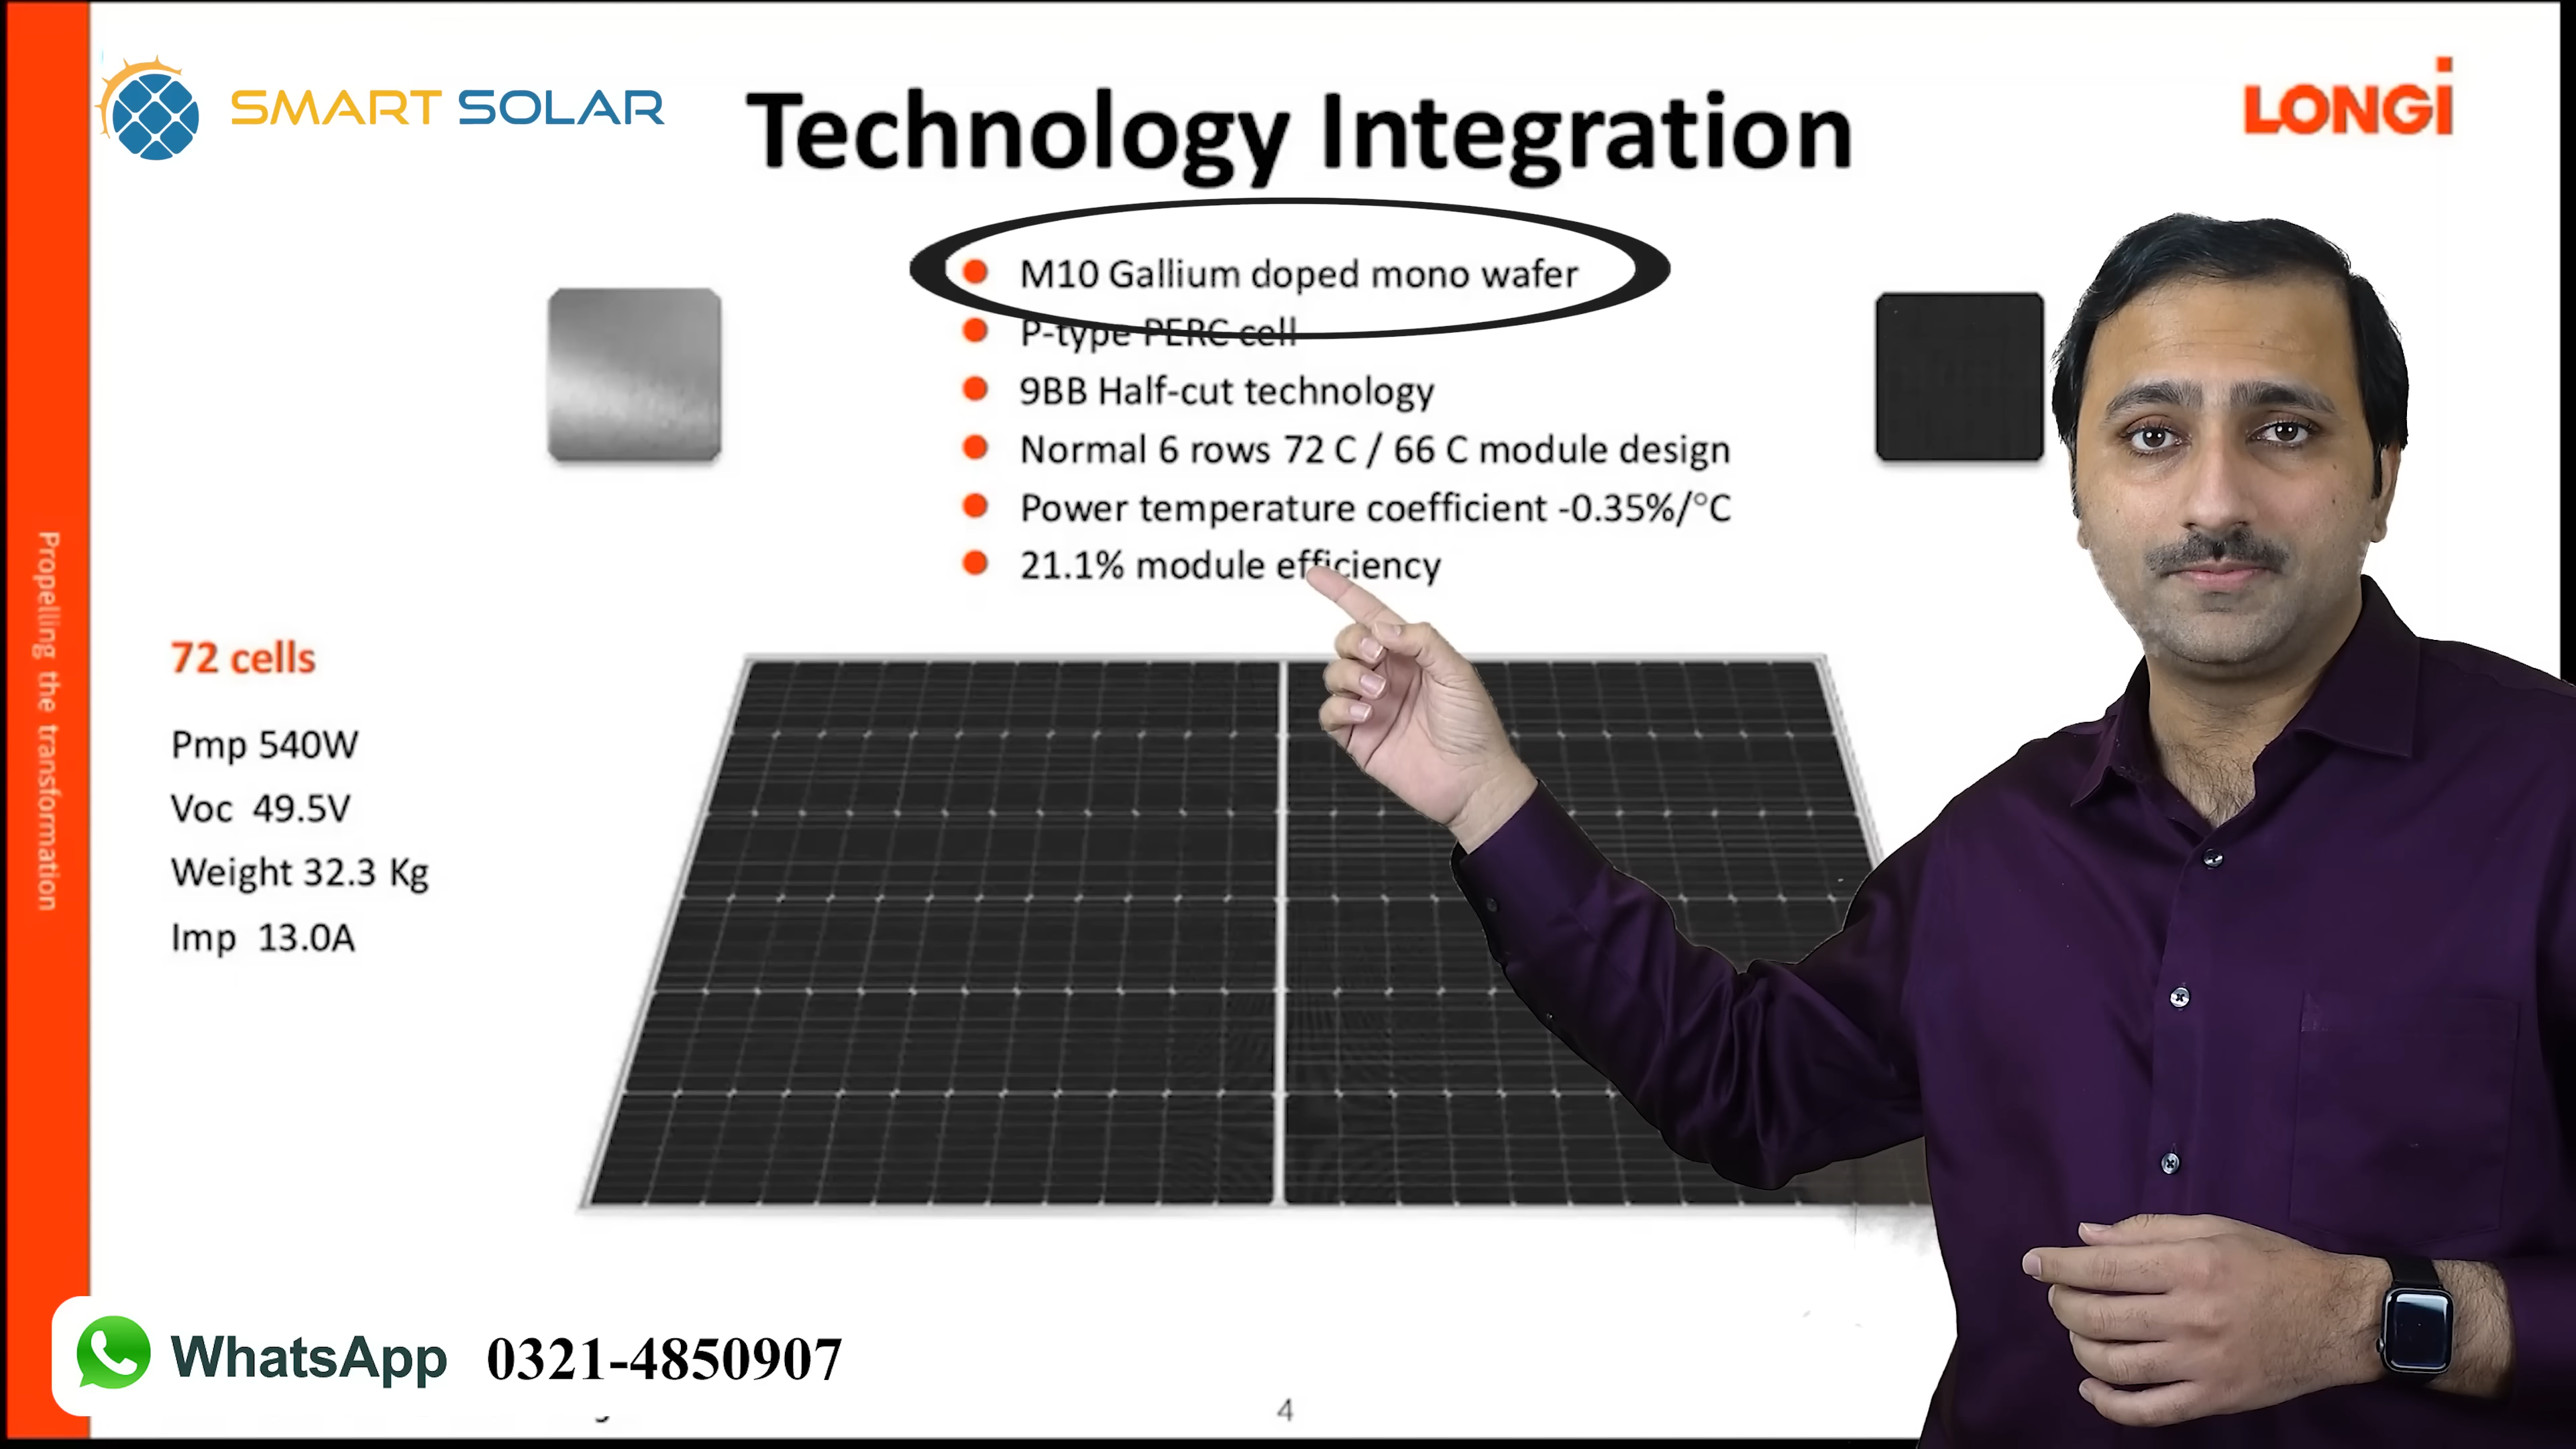 SMART SOLAR
Technology Integration
LONGi
M10 Gallium doped mono wafer
P-type PERC cell
9BB Half-cut technology
Normal 6 rows 72 C / 66 C module design
Power temperature coefficient -0.35%/°C
21.1% module efficiency
Propelling the transformation
72 cells
Pmp 540W
Voc 49.5V
Weight 32.3 Kg
Imp 13.0A
WhatsApp 0321-4850907
4